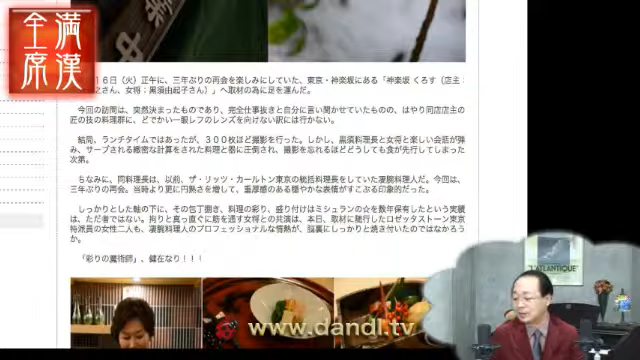 満漢
全席
16日(火)正午に、三年ぶりの再会を楽しみにしていた、東京・神楽坂にある「神楽坂 くろす(店主:
之さん、女将:黒須由起子さん)」へ取材の為に足を運んだ。
今回の訪問は、突然決まったものであり、完全仕事抜きと自分に言い聞かせていたものの、はやり同店店主の
匠の技の料理群に、どでかい一眼レフのレンズを向けない訳には行かない。
結局、ランチタイムではあったが、300枚ほど撮影を行った。しかし、黒須料理長と女将と楽しい会話が弾
み、サーブされる緻密な計算をされた料理と器に圧倒され、撮影を忘れるほどどうしても食が先行してしまった
次第。
ちなみに、同料理長は、以前、ザ・リッツ・カールトン東京の統括料理長をしていた凄腕料理人だ。今回は、
三年ぶりの再会。当時より更に円熟さを増して、重厚感のある穏やかな表情がすこぶる印象的だった。
しっかりとした軸の下に、その包丁捌き、料理の彩り、盛り付けはミシュランの☆を数年保有したという実績
は、ただ者ではない。拘りと真っ直ぐに筋を通す女将との共演は、本日、取材に随行したロゼッタストーン東京
特派員の女性二人も、凄腕料理人のプロフェッショナルな情熱が、脳裏にしっかりと焼き付いたのではなかろう
か。
「彩りの魔術師」、健在なり!!!
L'ATLANTIQUE
www.dandl.tv